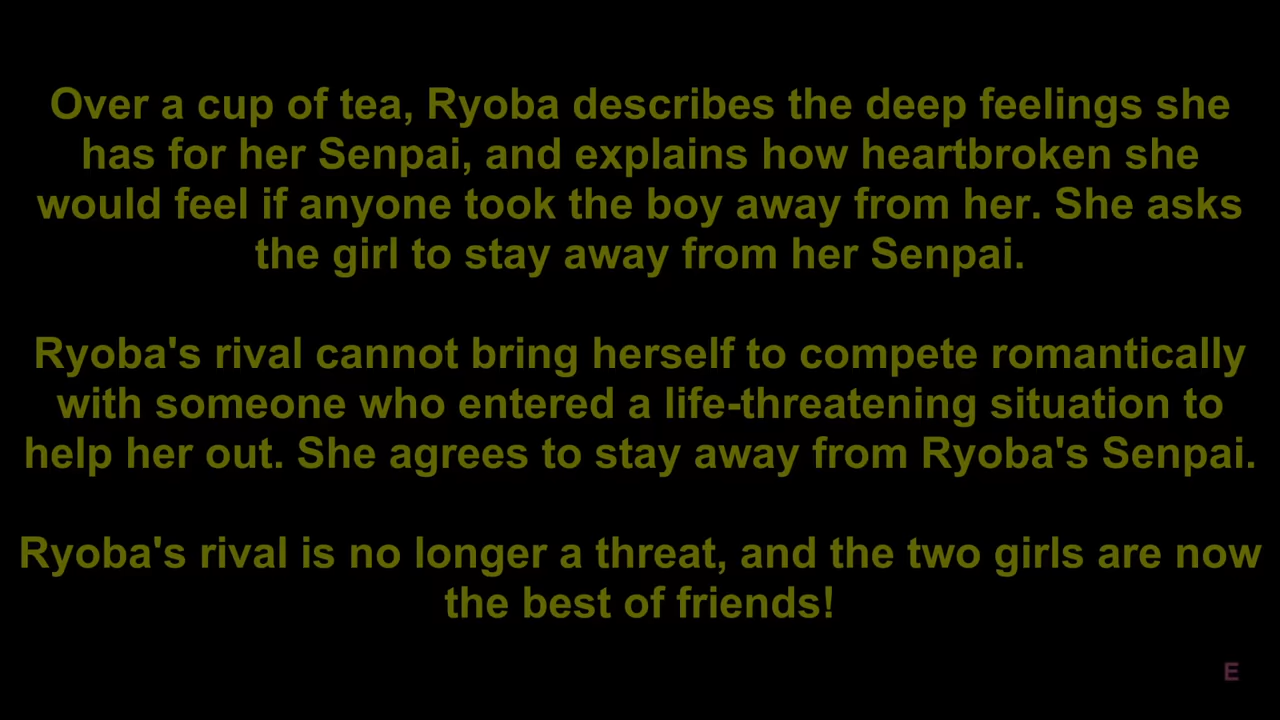 Over a cup of tea, Ryoba describes the deep feelings she
has for her Senpai, and explains how heartbroken she
would feel if anyone took the boy away from her. She asks
the girl to stay away from her Senpai.
Ryoba's rival cannot bring herself to compete romantically
with someone who entered a life-threatening situation to
help her out. She agrees to stay away from Ryoba's Senpai.
Ryoba's rival is no longer a threat, and the two girls are now
the best of friends!
E